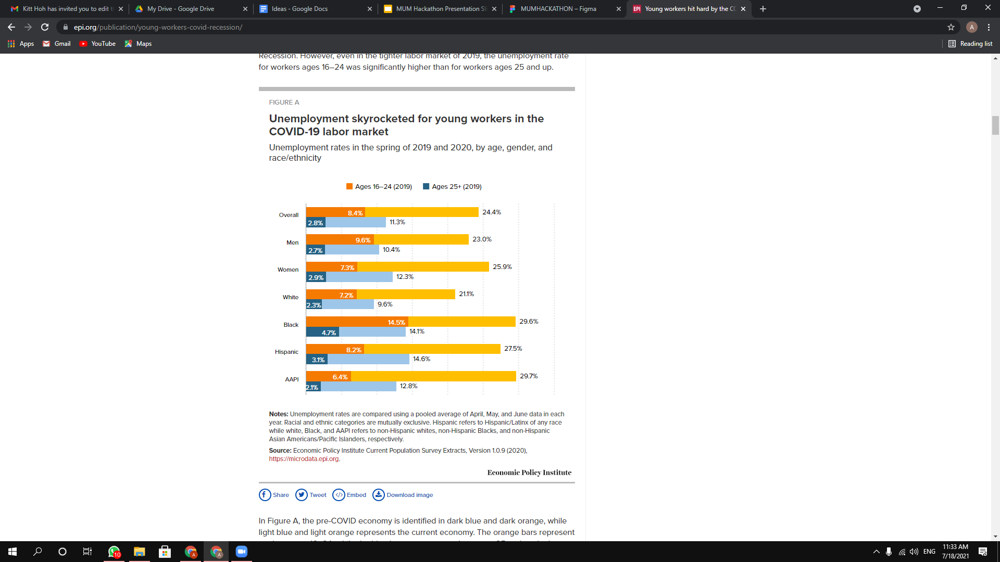 Kitt Hoh has invited you to edit t
My Drive - Google Drive
Ideas - Google Docs
MUM Hackathon Presentation Sl
MUMHACKATHON – Figma
EPI
Young workers hit hard by the CO
epi.org/publication/young-workers-covid-recession/
A
Apps
Gmail
YouTube
Maps
Reading list
Recession. However, even in the tighter labor market of 2019, the unemployment rate
for workers ages 16–24 was significantly higher than for workers ages 25 and up.
FIGURE A
Unemployment skyrocketed for young workers in the
COVID-19 labor market
Unemployment rates in the spring of 2019 and 2020, by age, gender, and
race/ethnicity
Ages 16–24 (2019) Ages 25+ (2019)
Overall 8.4% 24.4%
2.8% 11.3%
Men 9.6% 23.0%
2.7% 10.4%
Women 7.3% 25.9%
2.9% 12.3%
White 7.2% 21.1%
2.3% 9.6%
Black 14.5% 29.6%
4.7% 14.1%
Hispanic 8.2% 27.5%
3.1% 14.6%
AAPI 6.4% 29.7%
2.1% 12.8%
Notes: Unemployment rates are compared using a pooled average of April, May, and June data in each
year. Racial and ethnic categories are mutually exclusive. Hispanic refers to Hispanic/Latinx of any race
while white, Black, and AAPI refers to non-Hispanic whites, non-Hispanic Blacks, and non-Hispanic
Asian Americans/Pacific Islanders, respectively.
Source: Economic Policy Institute Current Population Survey Extracts, Version 1.0.9 (2020),
https://microdata.epi.org.
Economic Policy Institute
Share Tweet Embed Download image
In Figure A, the pre-COVID economy is identified in dark blue and dark orange, while
light blue and light orange represents the current economy. The orange bars represent
10
A
A
ENG
11:33 AM
7/18/2021